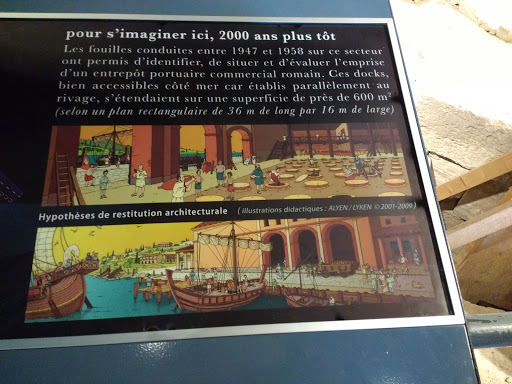 pour s'imaginer ici, 2000 ans plus tôt
Les fouilles conduites entre 1947 et 1958 sur ce secteur
ont permis d'identifier, de situer et d'évaluer l'emprise
d'un entrepôt portuaire commercial romain. Ces docks,
bien accessibles côté mer car établis parallèlement au
rivage, s'étendaient sur une superficie de près de 600 m²
(selon un plan rectangulaire de 36 m de long par 16 m de large)
Hypothèses de restitution architecturale (illustrations didactiques : ALYEN/LYKEN © 2001-2009)